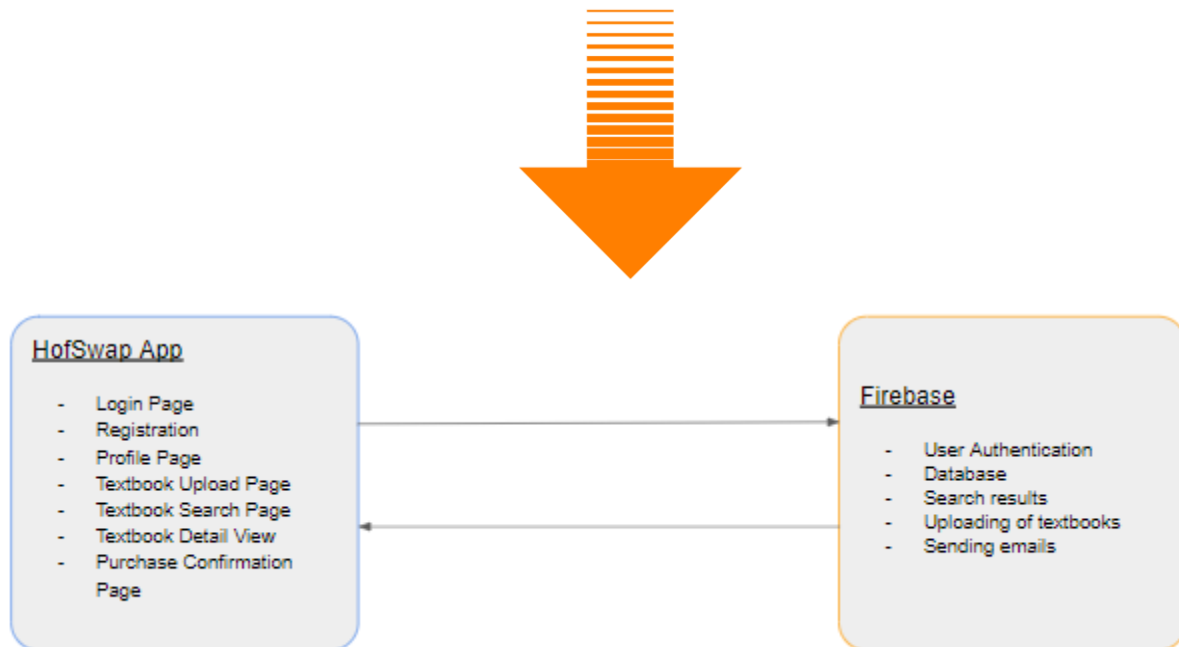 HofSwap App
- Login Page
- Registration
- Profile Page
- Textbook Upload Page
- Textbook Search Page
- Textbook Detail View
- Purchase Confirmation
Page
Firebase
- User Authentication
- Database
- Search results
- Uploading of textbooks
- Sending emails